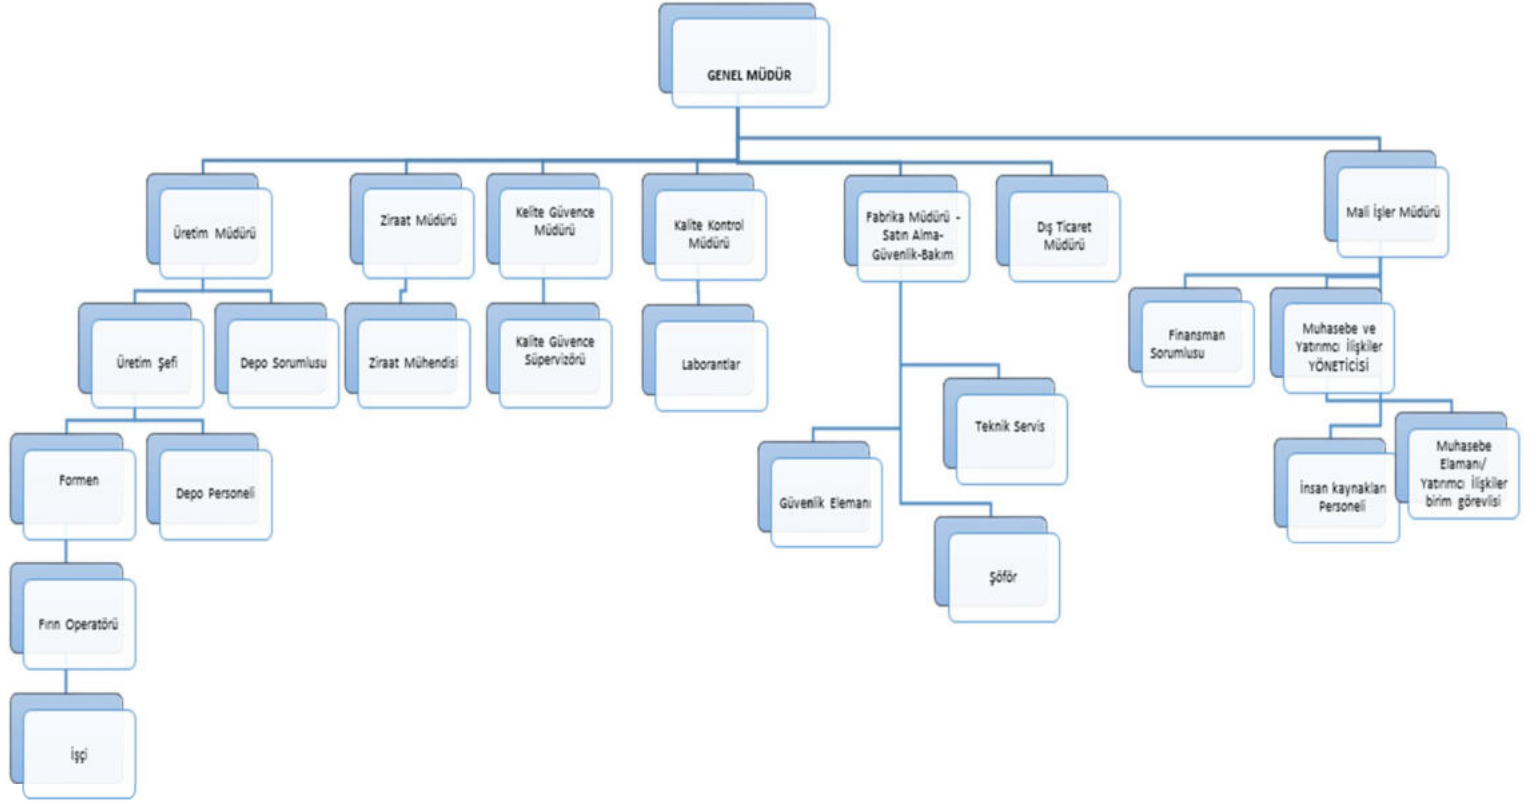 GENEL MÜDÜR
Üretim Müdürü
Ziraat Müdürü
Kelite Güvence
Müdürü
Kalite Kontrol
Müdürü
Fabrika Müdürü -
Satın Alma-
Güvenlik-Bakım
Dış Ticaret
Müdürü
Mali İşler Müdürü
Üretim Şefi
Depo Sorumlusu
Ziraat Mühendisi
Kalite Güvence
Süpervizörü
Laborantlar
Finansman
Sorumlusu
Muhasebe ve
Yatırımcı İlişkiler
YÖNETİCİSİ
Teknik Servis
Formen
Depo Personeli
Güvenlik Elemanı
İnsan kaynakları
Personeli
Muhasebe
Elamanı/
Yatırımcı İlişkiler
birim görevlisi
Şöför
Fırın Operatörü
İşçi